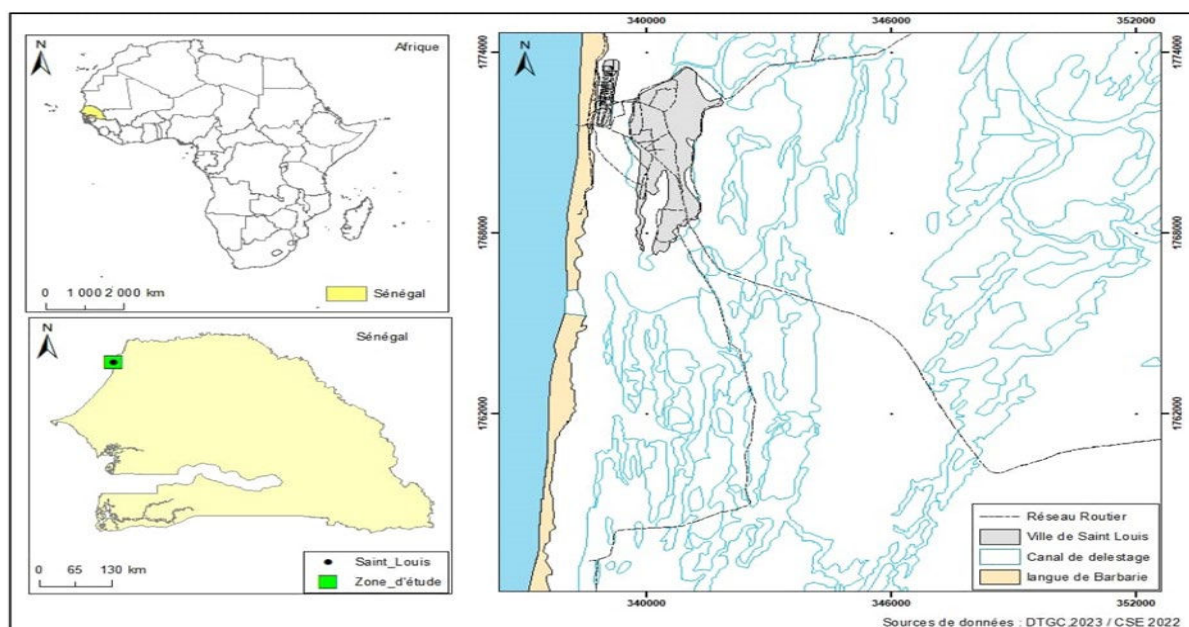 N
Afrique
0 1 000 2 000 km
Sénégal
N
Sénégal
Saint_Louis
Zone_d'étude
0 65 130 km
340000 346000 352000
N
1774000 1774000
1768000 1768000
1762000 1762000
Réseau Routier
Ville de Saint Louis
Canal de delestage
langue de Barbarie
340000 346000 352000
Sources de données : DTGC,2023 / CSE 2022